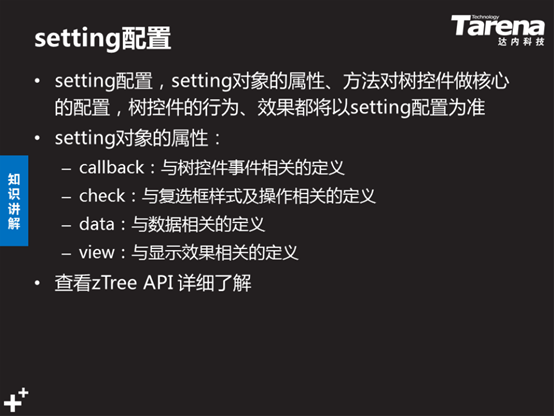 setting配置
Technology
Tarena
达内科技
• setting配置，setting对象的属性、方法对树控件做核心
的配置，树控件的行为、效果都将以setting配置为准
• setting对象的属性：
– callback：与树控件事件相关的定义
– check：与复选框样式及操作相关的定义
– data：与数据相关的定义
– view：与显示效果相关的定义
• 查看zTree API 详细了解
知识讲解